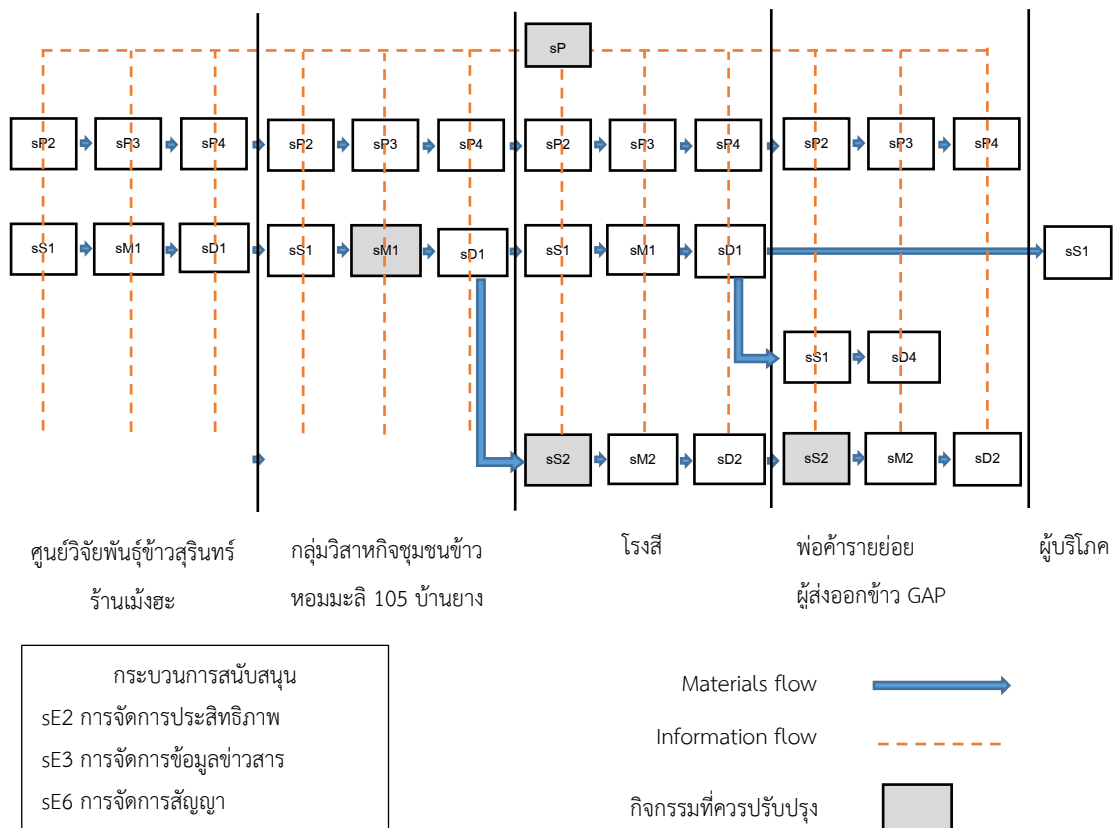 sP
sP2 sP3 sP4 sP2 sP3 sP4 sP2 sP3 sP4 sP2 sP3 sP4
sS1 sM1 sD1 sS1 sM1 sD1 sS1 sM1 sD1 sS1
sS1 sD4
sS2 sM2 sD2 sS2 sM2 sD2
ศูนย์วิจัยพันธุ์ข้าวสุรินทร์
ร้านเม้งฮะ
กลุ่มวิสาหกิจชุมชนข้าว
หอมมะลิ 105 บ้านยาง
โรงสี
พ่อค้ารายย่อย
ผู้ส่งออกข้าว GAP
ผู้บริโภค
กระบวนการสนับสนุน
sE2 การจัดการประสิทธิภาพ
sE3 การจัดการข้อมูลข่าวสาร
sE6 การจัดการสัญญา
Materials flow
Information flow
กิจกรรมที่ควรปรับปรุง